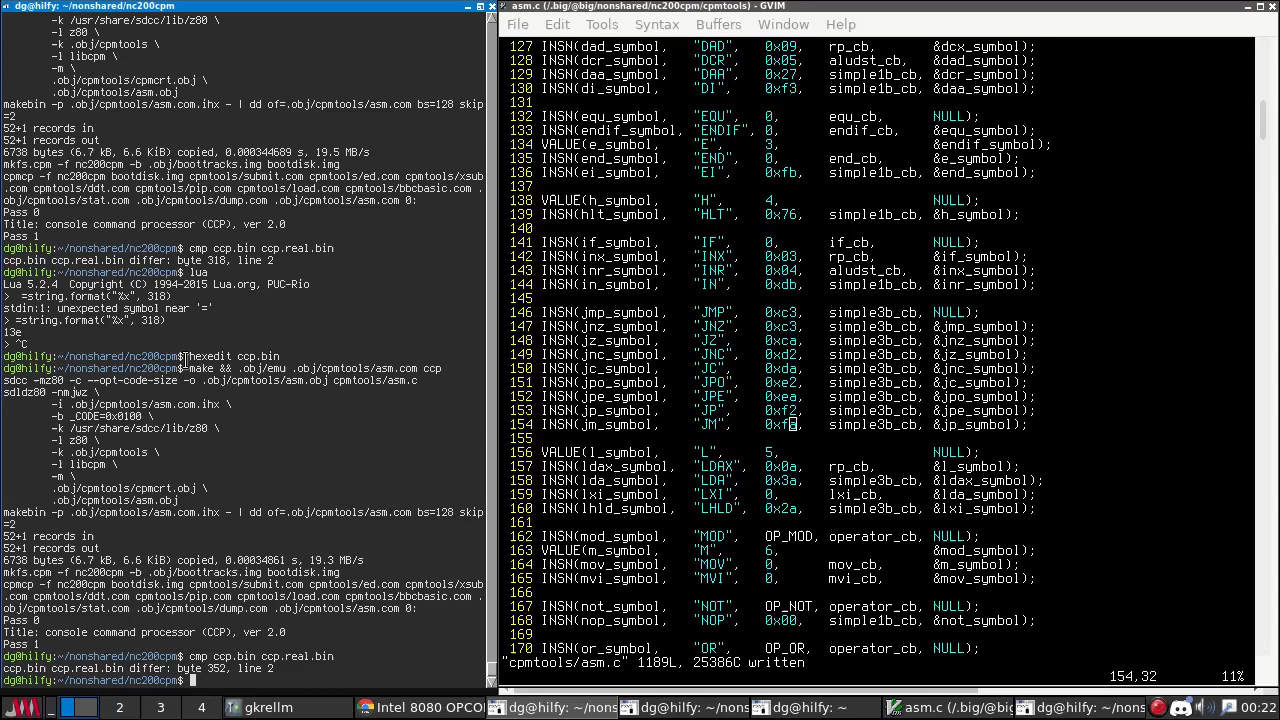 dg@hilfy: ~/nonshared/nc200cpm
-k /usr/share/sdcc/lib/z80 \
-l z80 \
-k .obj/cpmtools \
-l libcpm \
-m \
.obj/cpmtools/cpmcrt.obj \
.obj/cpmtools/asm.obj
makebin -p .obj/cpmtools/asm.com.ihx - | dd of=.obj/cpmtools/asm.com bs=128 skip
=2
52+1 records in
52+1 records out
6738 bytes (6.7 kB, 6.6 KiB) copied, 0.000344689 s, 19.5 MB/s
mkfs.cpm -f nc200cpm -b .obj/boottracks.img bootdisk.img
cpmcp -f nc200cpm bootdisk.img cpmtools/submit.com cpmtools/ed.com cpmtools/xsub
.com cpmtools/ddt.com cpmtools/pip.com cpmtools/load.com cpmtools/bbcbasic.com .
obj/cpmtools/stat.com cpmtools/dump.com .obj/cpmtools/asm.com 0:
Pass 0
Title: console command processor (CCP), ver 2.0
Pass 1
dg@hilfy:~/nonshared/nc200cpm$ cmp ccp.bin ccp.real.bin
ccp.bin ccp.real.bin differ: byte 318, line 2
dg@hilfy:~/nonshared/nc200cpm$ lua
Lua 5.2.4  Copyright (C) 1994-2015 Lua.org, PUC-Rio
>  =string.format("%x", 318)
stdin:1: unexpected symbol near '='
> =string.format("%x", 318)
13e
> ^C
dg@hilfy:~/nonshared/nc200cpm$ hexedit ccp.bin
dg@hilfy:~/nonshared/nc200cpm$ make && .obj/emu .obj/cpmtools/asm.com ccp
sdcc -mz80 -c --opt-code-size -o .obj/cpmtools/asm.obj cpmtools/asm.c
sdldz80 -nmjwz \
-i .obj/cpmtools/asm.com.ihx \
-b _CODE=0x0100 \
-k /usr/share/sdcc/lib/z80 \
-l z80 \
-k .obj/cpmtools \
-l libcpm \
-m \
.obj/cpmtools/cpmcrt.obj \
.obj/cpmtools/asm.obj
makebin -p .obj/cpmtools/asm.com.ihx - | dd of=.obj/cpmtools/asm.com bs=128 skip
=2
52+1 records in
52+1 records out
6738 bytes (6.7 kB, 6.6 KiB) copied, 0.00034861 s, 19.3 MB/s
mkfs.cpm -f nc200cpm -b .obj/boottracks.img bootdisk.img
cpmcp -f nc200cpm bootdisk.img cpmtools/submit.com cpmtools/ed.com cpmtools/xsub
.com cpmtools/ddt.com cpmtools/pip.com cpmtools/load.com cpmtools/bbcbasic.com .
obj/cpmtools/stat.com cpmtools/dump.com .obj/cpmtools/asm.com 0:
Pass 0
Title: console command processor (CCP), ver 2.0
Pass 1
dg@hilfy:~/nonshared/nc200cpm$ cmp ccp.bin ccp.real.bin
ccp.bin ccp.real.bin differ: byte 352, line 2
dg@hilfy:~/nonshared/nc200cpm$
asm.c (/.big/@big/nonshared/nc200cpm/cpmtools) - GVIM
File Edit Tools Syntax Buffers Help
127 INSN(dad_symbol, "DAD", 0x09, rp_cb, &dcx_symbol);
128 INSN(dcr_symbol, "DCR", 0x05, aludst_cb, &dad_symbol);
129 INSN(daa_symbol, "DAA", 0x27, simple1b_cb, &dcr_symbol);
130 INSN(di_symbol, "DI", 0xf3, simple1b_cb, &daa_symbol);
131
132 INSN(equ_symbol, "EQU", 0, equ_cb, NULL);
133 INSN(endif_symbol, "ENDIF", 0, endif_cb, &equ_symbol);
134 VALUE(e_symbol, "E", 3, &endif_symbol);
135 INSN(end_symbol, "END", 0, end_cb, &e_symbol);
136 INSN(ei_symbol, "EI", 0xfb, simple1b_cb, &end_symbol);
137
138 VALUE(h_symbol, "H", 4, NULL);
139 INSN(hlt_symbol, "HLT", 0x76, simple1b_cb, &h_symbol);
140
141 INSN(if_symbol, "IF", 0, if_cb, NULL);
142 INSN(inx_symbol, "INX", 0x03, rp_cb, &if_symbol);
143 INSN(inr_symbol, "INR", 0x04, aludst_cb, &inx_symbol);
144 INSN(in_symbol, "IN", 0xdb, simple2b_cb, &inr_symbol);
145
146 INSN(jmp_symbol, "JMP", 0xc3, simple3b_cb, NULL);
147 INSN(jnz_symbol, "JNZ", 0xc3, simple3b_cb, &jmp_symbol);
148 INSN(jz_symbol, "JZ", 0xca, simple3b_cb, &jnz_symbol);
149 INSN(jnc_symbol, "JNC", 0xd2, simple3b_cb, &jz_symbol);
150 INSN(jc_symbol, "JC", 0xda, simple3b_cb, &jnc_symbol);
151 INSN(jpo_symbol, "JPO", 0xe2, simple3b_cb, &jc_symbol);
152 INSN(jpe_symbol, "JPE", 0xea, simple3b_cb, &jpo_symbol);
153 INSN(jp_symbol, "JP", 0xf2, simple3b_cb, &jpe_symbol);
154 INSN(jm_symbol, "JM", 0xfa, simple3b_cb, &jp_symbol);
155
156 VALUE(l_symbol, "L", 5, NULL);
157 INSN(ldax_symbol, "LDAX", 0x0a, rp_cb, &l_symbol);
158 INSN(lda_symbol, "LDA", 0x3a, simple3b_cb, &ldax_symbol);
159 INSN(lxi_symbol, "LXI", 0, lxi_cb, &lda_symbol);
160 INSN(lhld_symbol, "LHLD", 0x2a, simple3b_cb, &lxi_symbol);
161
162 INSN(mod_symbol, "MOD", OP_MOD, operator_cb, NULL);
163 VALUE(m_symbol, "M", 6, &mod_symbol);
164 INSN(mov_symbol, "MOV", 0, mov_cb, &m_symbol);
165 INSN(mvi_symbol, "MVI", 0, mvi_cb, &mov_symbol);
166
167 INSN(not_symbol, "NOT", OP_NOT, operator_cb, NULL);
168 INSN(nop_symbol, "NOP", 0x00, simple1b_cb, &not_symbol);
169
170 INSN(or_symbol, "OR", OP_OR, operator_cb, NULL);
"cpmtools/asm.c" 1189L, 25386C written
154,32 11%
2 3 4 gkrellm Intel 8080 OPCO dg@hilfy: ~/nons dg@hilfy: ~/nons dg@hilfy: ~ asm.c (/.big/@big dg@hilfy: ~/nons 00:22